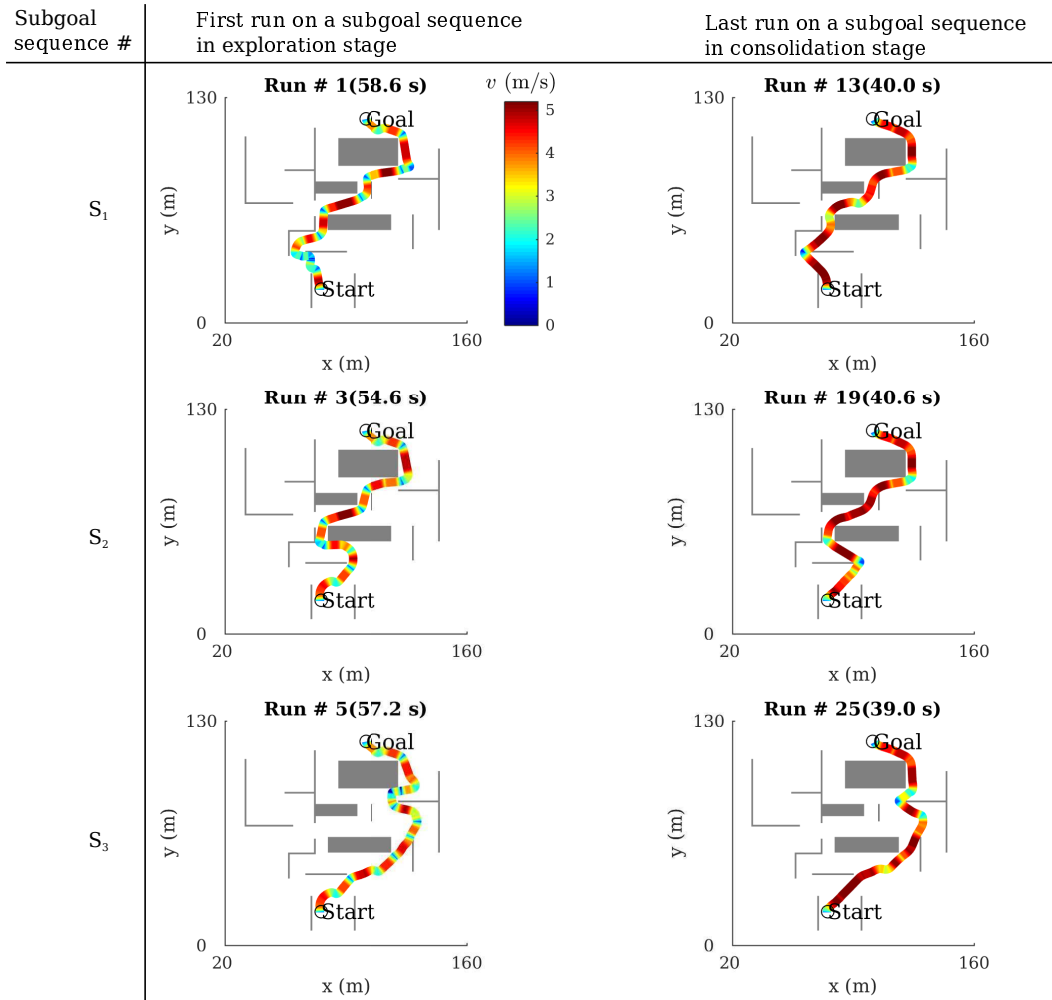 Subgoal
sequence #
First run on a subgoal sequence
in exploration stage
Last run on a subgoal sequence
in consolidation stage
S1
Run # 1(58.6 s)
v (m/s)
130
Goal
5
4
3
2
1
0
y (m)
Start
0
20
160
x (m)
Run # 13(40.0 s)
130
Goal
y (m)
Start
0
20
160
x (m)
S2
Run # 3(54.6 s)
130
Goal
y (m)
Start
0
20
160
x (m)
Run # 19(40.6 s)
130
Goal
y (m)
Start
0
20
160
x (m)
S3
Run # 5(57.2 s)
130
Goal
y (m)
Start
0
20
160
x (m)
Run # 25(39.0 s)
130
Goal
y (m)
Start
0
20
160
x (m)